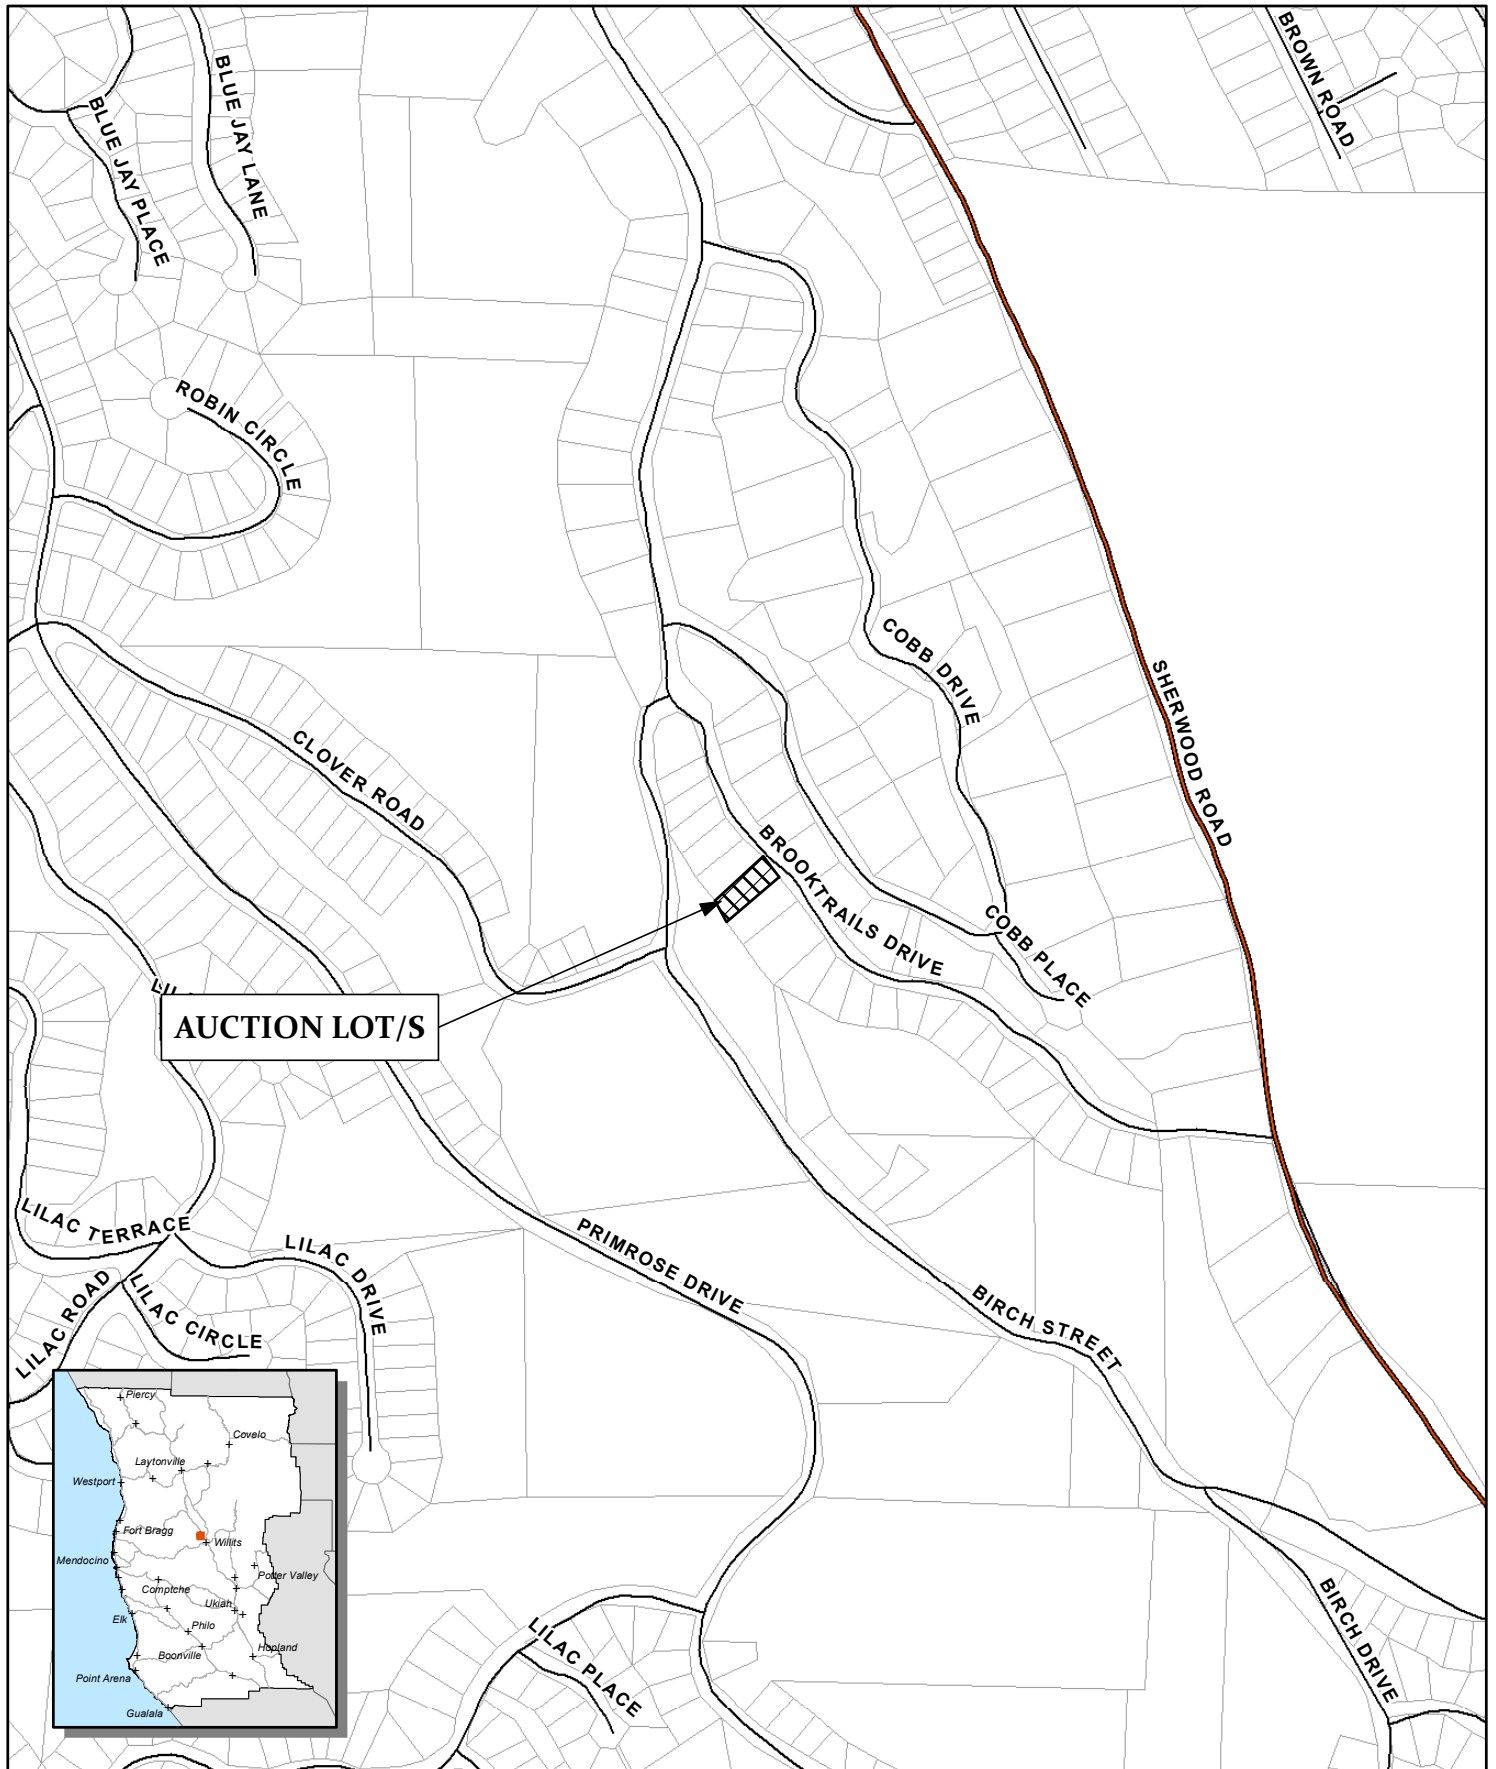 BROWN ROAD
BLUE JAY LANE
BLUE JAY PLACE
ROBIN CIRCLE
COBB DRIVE
SHERWOOD ROAD
CLOVER ROAD
BROOKTRAILS DRIVE
COBB PLACE
AUCTION LOT/S
LILAC TERRACE
PRIMROSE DRIVE
LILAC DRIVE
LILAC ROAD
LILAC CIRCLE
BIRCH STREET
BIRCH DRIVE
LILAC PLACE
Piercy
Covelo
Laytonville
Westport
Fort Bragg
Willits
Mendocino
Potter Valley
Comptche
Ukiah
Elk
Philo
Boonville
Hopland
Point Arena
Gualala